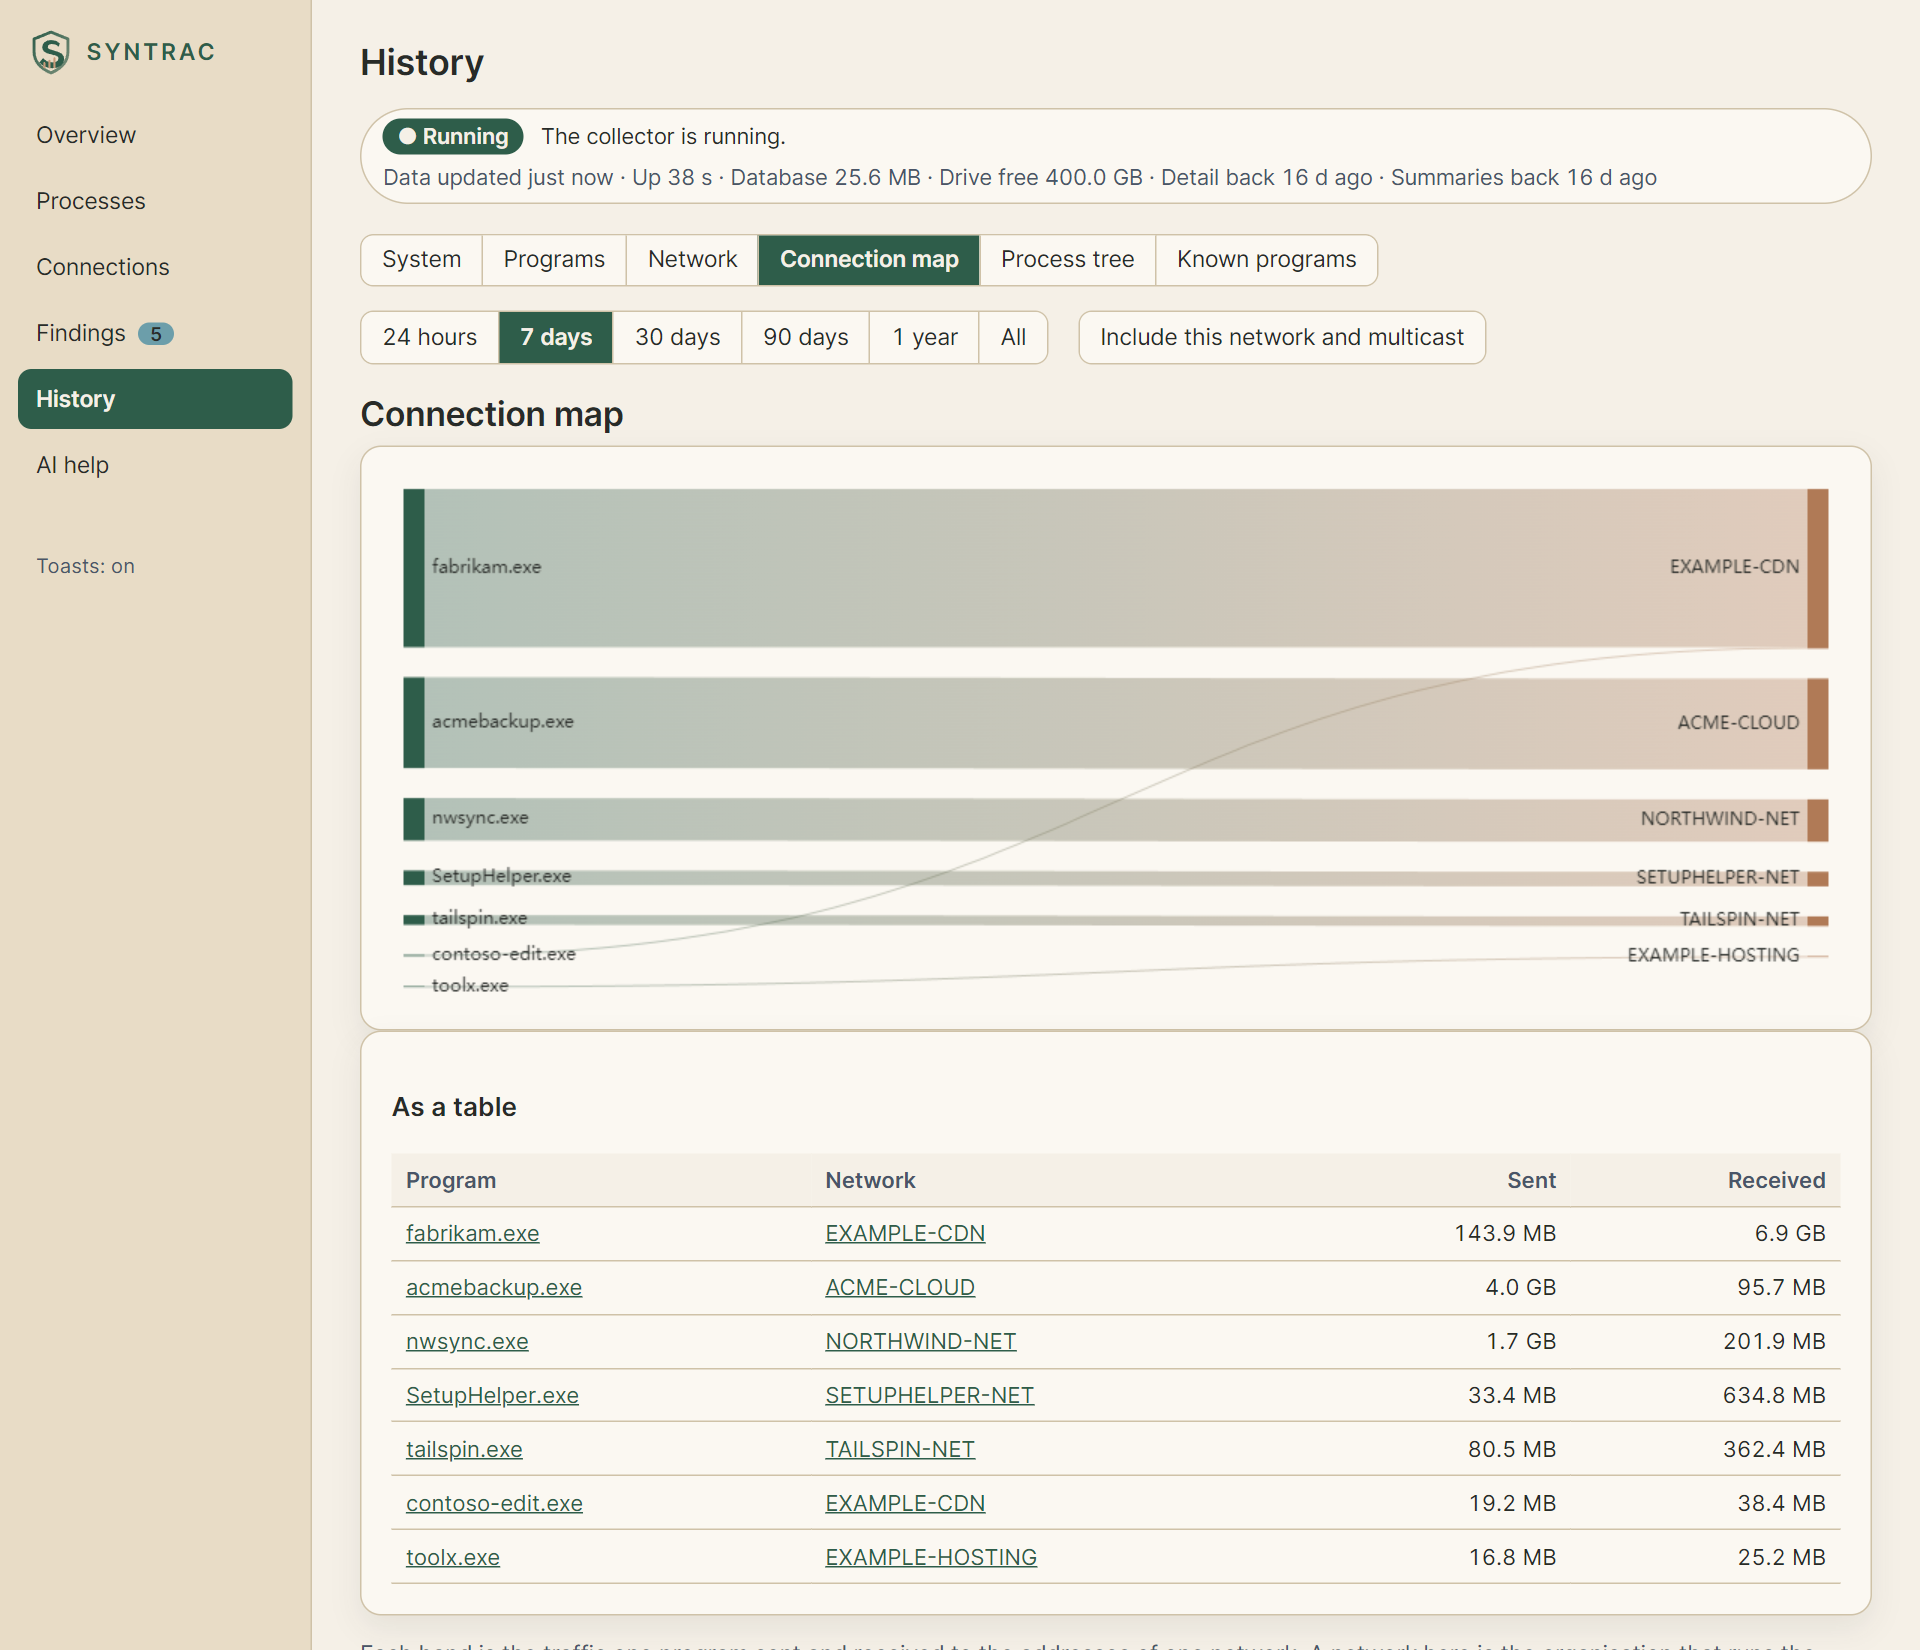 SYNTRAC
Overview
Processes
Connections
Findings 5
History
AI help
Toasts: on
History
Running The collector is running.
Data updated just now · Up 38 s · Database 25.6 MB · Drive free 400.0 GB · Detail back 16 d ago · Summaries back 16 d ago
System Programs Network Connection map Process tree Known programs
24 hours 7 days 30 days 90 days 1 year All Include this network and multicast
Connection map
fabrikam.exe EXAMPLE-CDN
acmebackup.exe ACME-CLOUD
nwsync.exe NORTHWIND-NET
SetupHelper.exe SETUPHELPER-NET
tailspin.exe TAILSPIN-NET
contoso-edit.exe EXAMPLE-HOSTING
toolx.exe
As a table
Program Network Sent Received
fabrikam.exe EXAMPLE-CDN 143.9 MB 6.9 GB
acmebackup.exe ACME-CLOUD 4.0 GB 95.7 MB
nwsync.exe NORTHWIND-NET 1.7 GB 201.9 MB
SetupHelper.exe SETUPHELPER-NET 33.4 MB 634.8 MB
tailspin.exe TAILSPIN-NET 80.5 MB 362.4 MB
contoso-edit.exe EXAMPLE-CDN 19.2 MB 38.4 MB
toolx.exe EXAMPLE-HOSTING 16.8 MB 25.2 MB